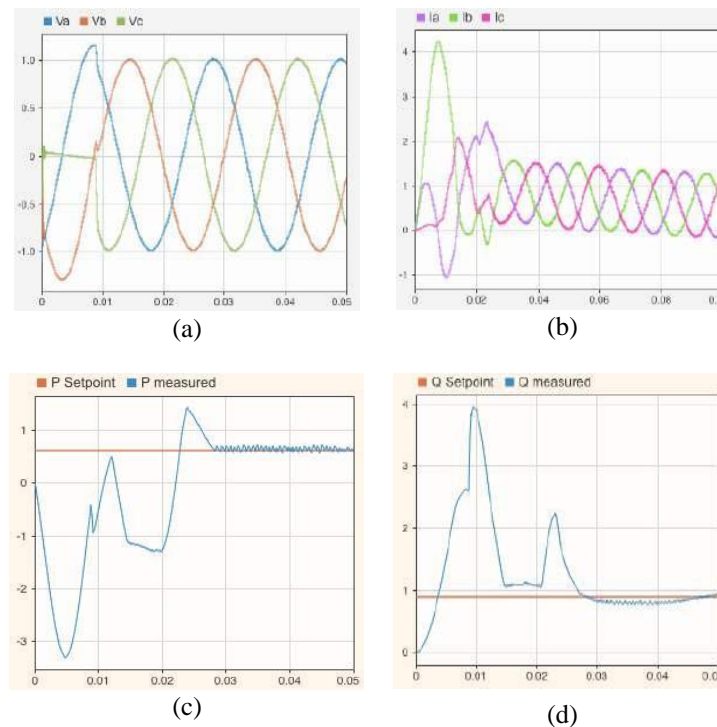 Va Vb Vc
1.0
0.5
0
-0.5
-1.0
0 0.01 0.02 0.03 0.04 0.05
(a)
Ia Ib Ic
4
3
2
1
0
-1
0 0.02 0.04 0.06 0.08
(b)
P Setpoint P measured
1
0
-1
-2
-3
0 0.01 0.02 0.03 0.04 0.05
(c)
Q Setpoint Q measured
4
3
2
1
0
0 0.01 0.02 0.03 0.04
(d)